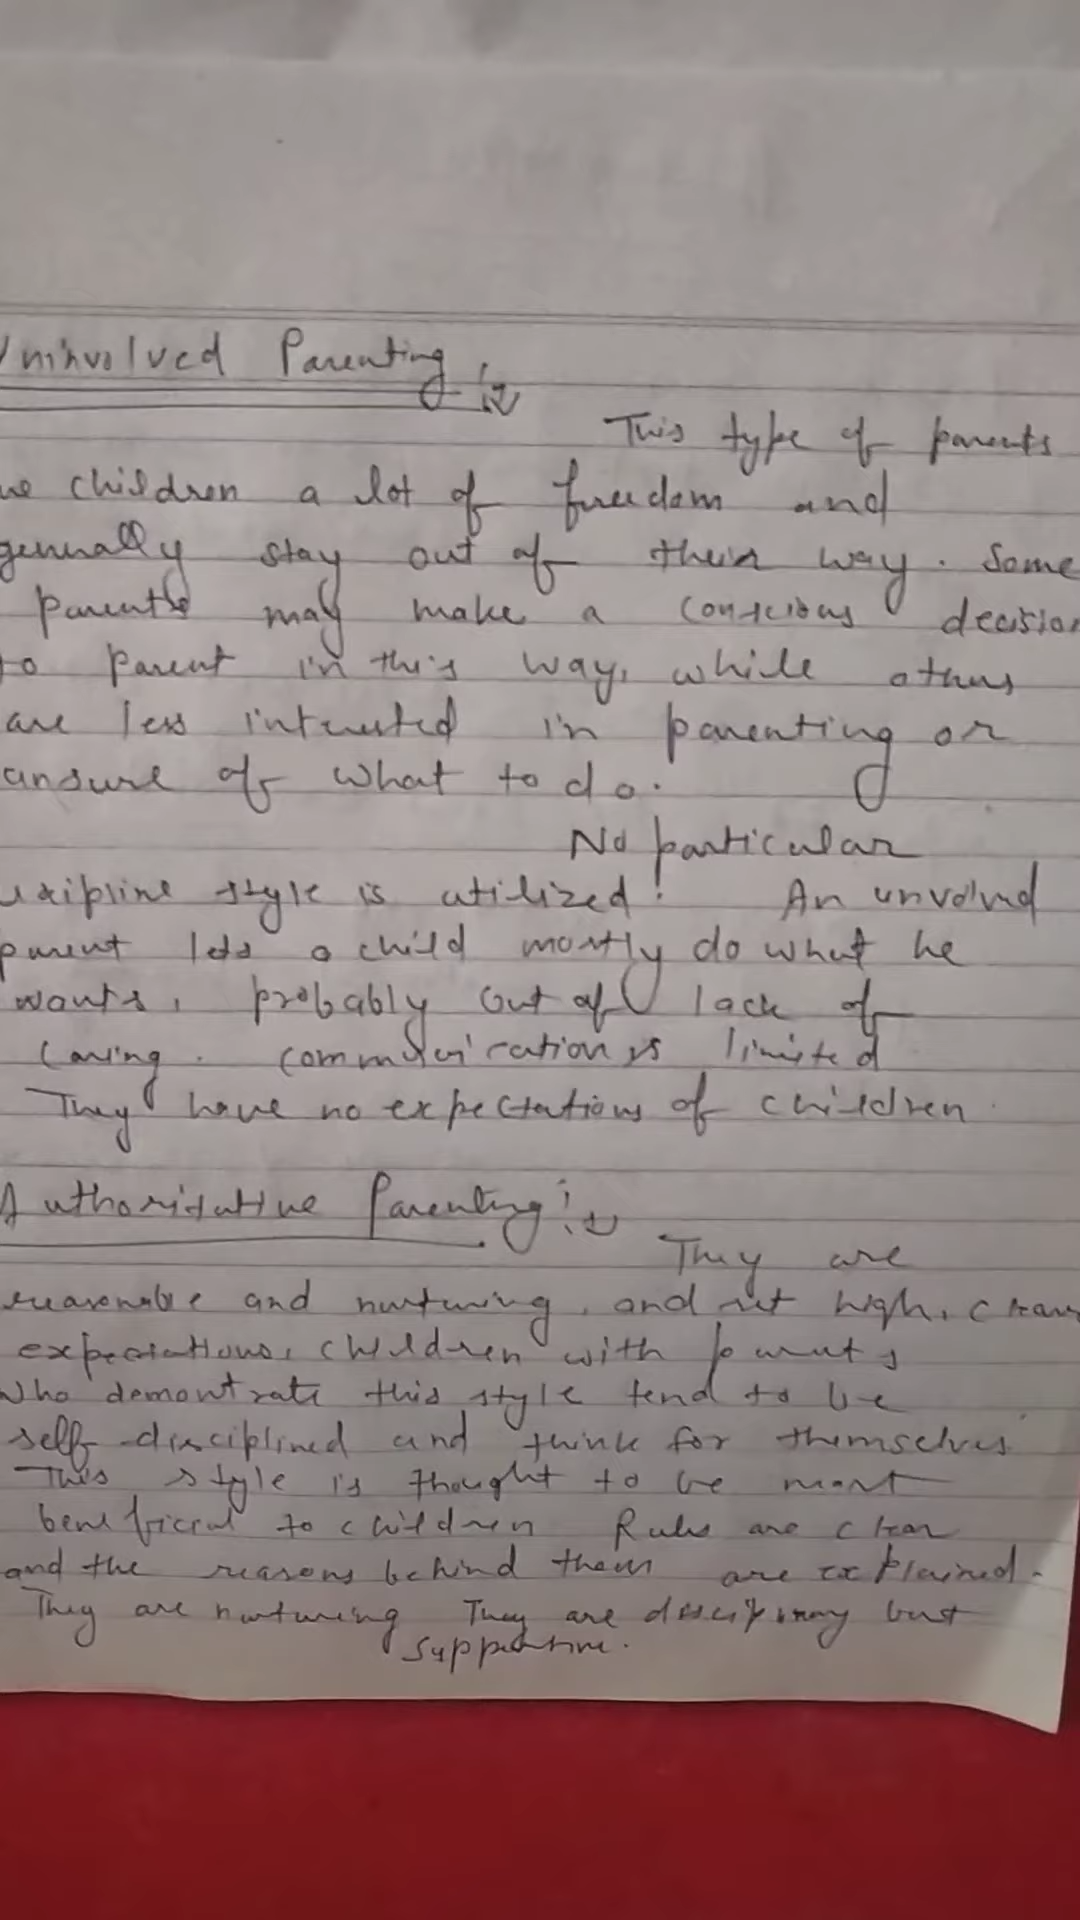 Uninvolved Parenting :-
This type of parents
ve children a lot of freedom and
generally stay out of their way. Some
parents may make a conscious decision
to parent in this way, while others
are less interested in parenting or
unsure of what to do.
No particular
discipline style is utilized! An unvolved
parent lets a child mostly do what he
wants, probably out of lack of
caring. communication is limited
They have no expectations of children.
Authoritative Parenting :-
They are
reasonable and nurturing, and set high, clear
expectations, children with parents
who demontrate this style tend to be
self-disciplined and think for themselves
This style is thought to be most
beneficial to children Rules are clear
and the reasons behind them are explained.
They are nurturing They are but
supportive.